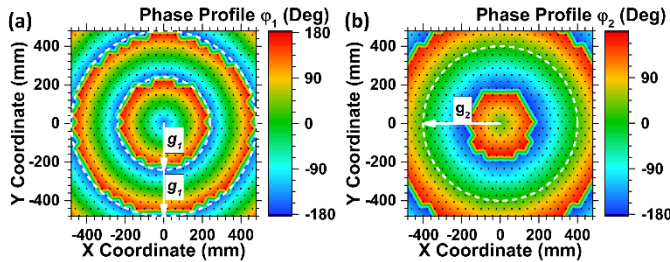 (a) Phase Profile φ1 (Deg)
Y Coordinate (mm)
400
200
0
-200
-400
g1
g1
-400 -200 0 200 400
X Coordinate (mm)
180
90
0
-90
-180
(b) Phase Profile φ2 (Deg)
Y Coordinate (mm)
400
200
0
-200
-400
g2
-400 -200 0 200 400
X Coordinate (mm)
180
90
0
-90
-180